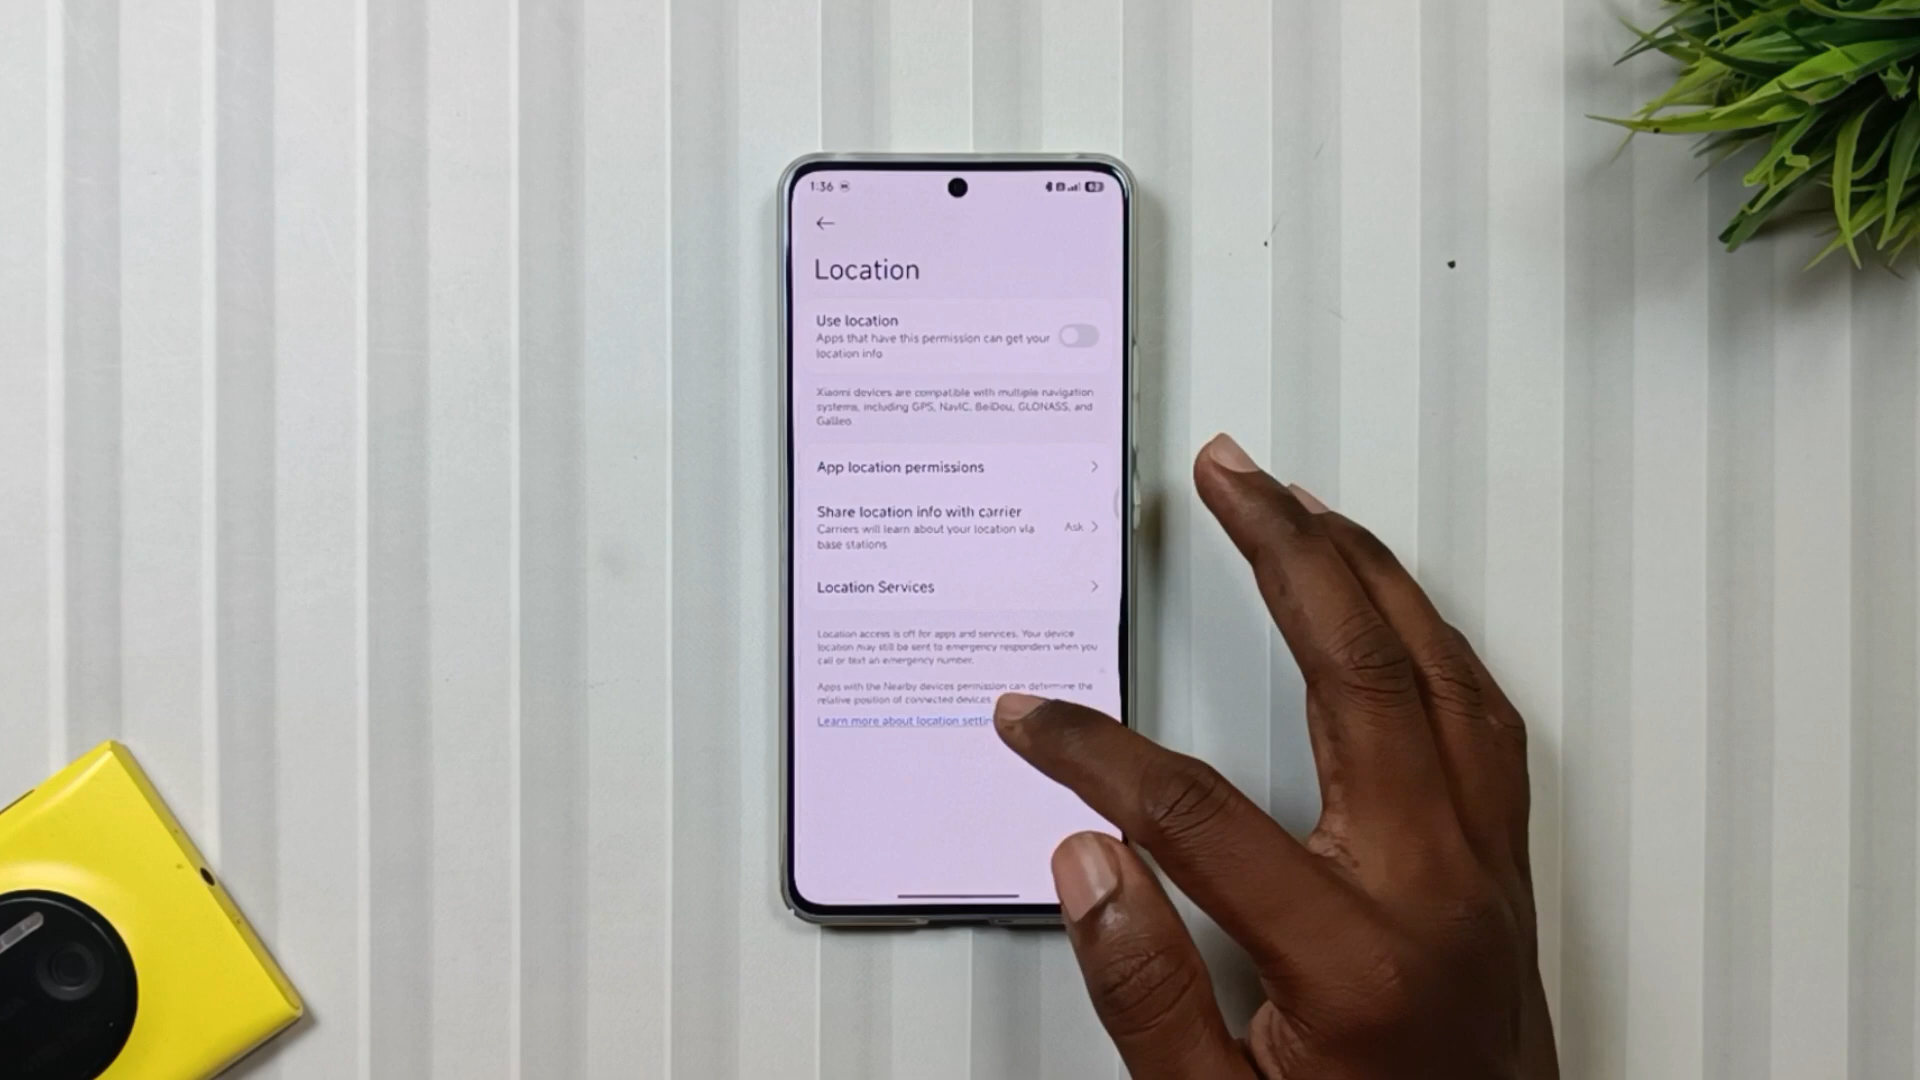 1:36
Location
Use location
Apps that have this permission can get your
location info
Xiaomi devices are compatible with multiple navigation
systems, including GPS, NavIC, BeiDou, GLONASS, and
Galileo
App location permissions
Share location info with carrier
Carriers will learn about your location via
base stations
Ask
Location Services
Location access is off for apps and services. Your device
location may still be sent to emergency responders when you
call or text an emergency number.
Apps with the Nearby devices permission can determine the
relative position of connected devices
Learn more about location settin